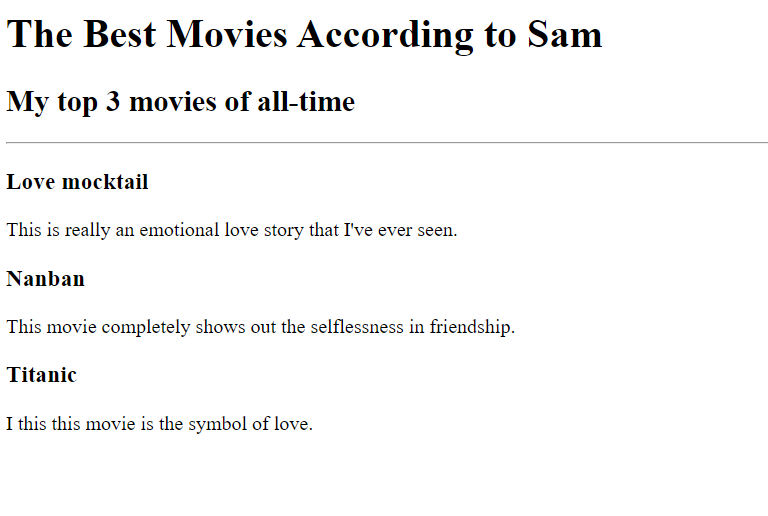 The Best Movies According to Sam
My top 3 movies of all-time
Love mocktail
This is really an emotional love story that I've ever seen.
Nanban
This movie completely shows out the selflessness in friendship.
Titanic
I this this movie is the symbol of love.